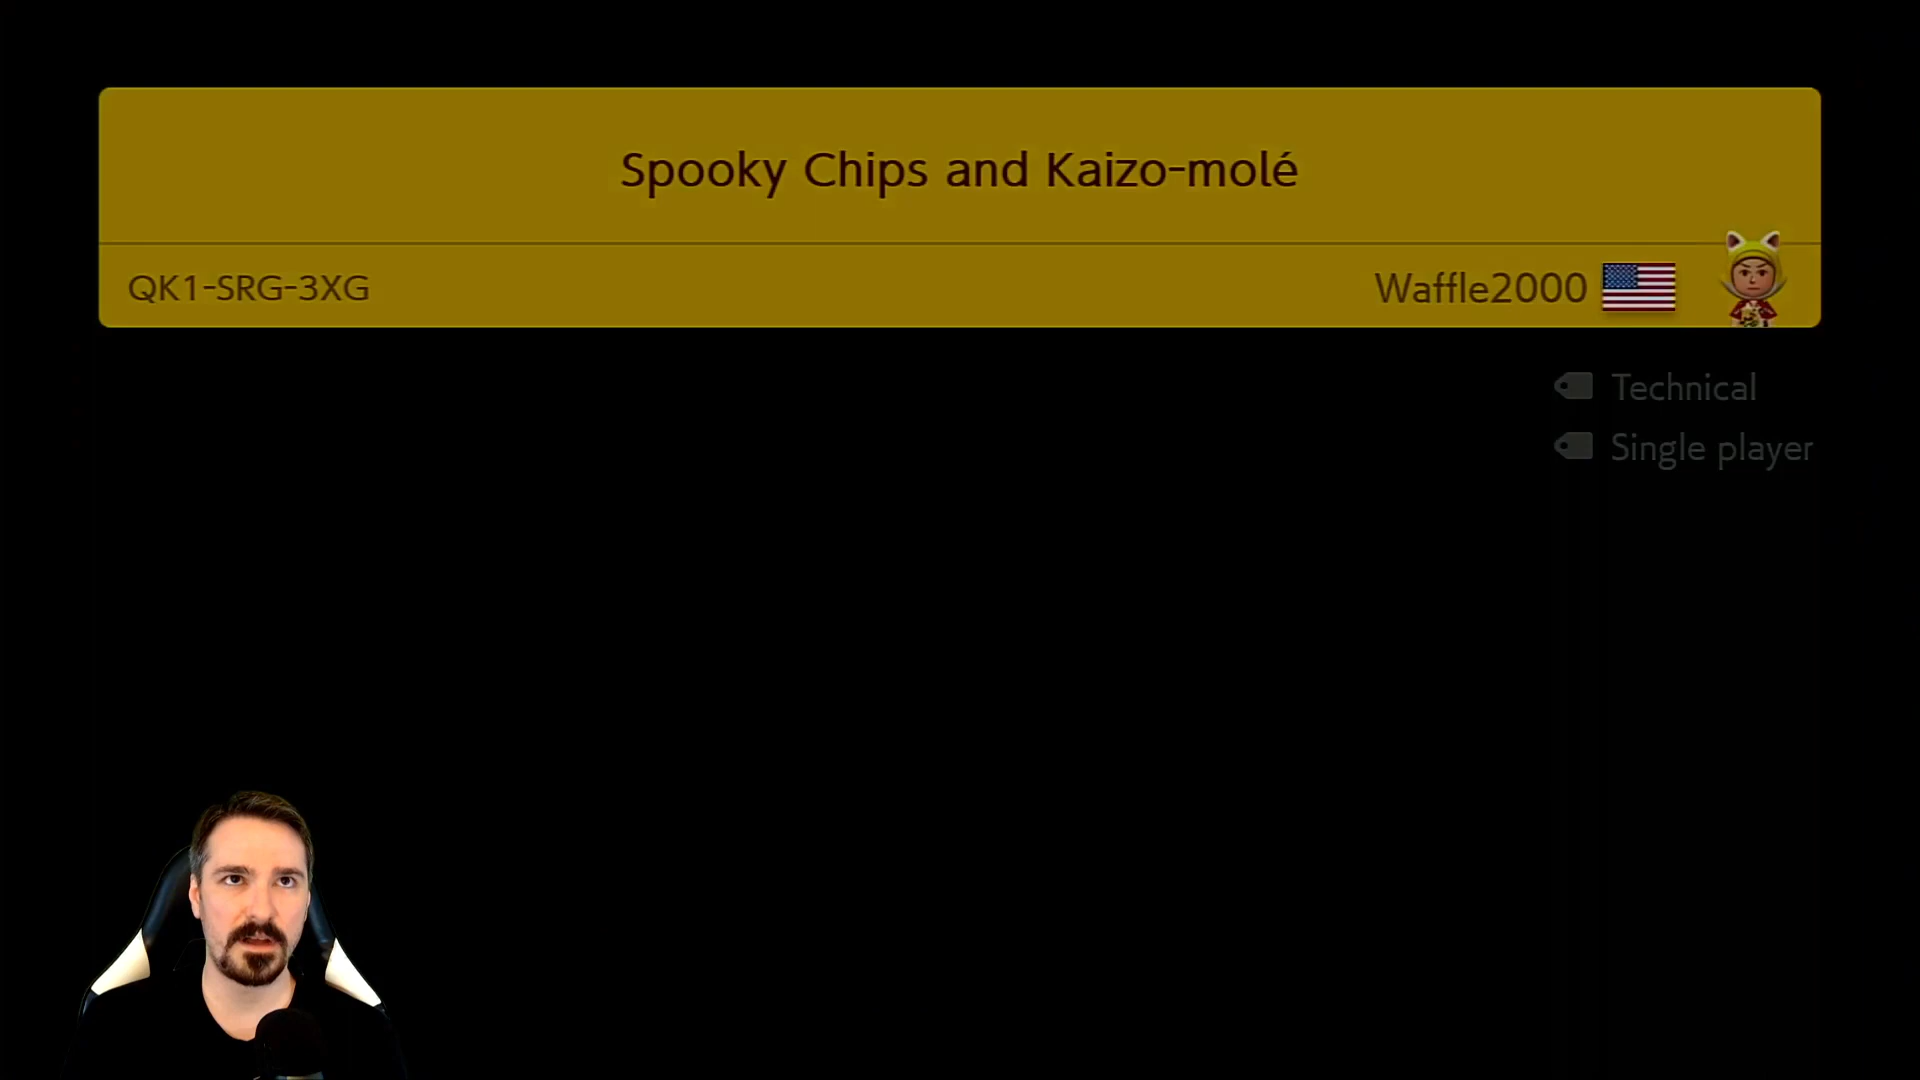 Spooky Chips and Kaizo-molé
QK1-SRG-3XG
Waffle2000
Technical
Single player